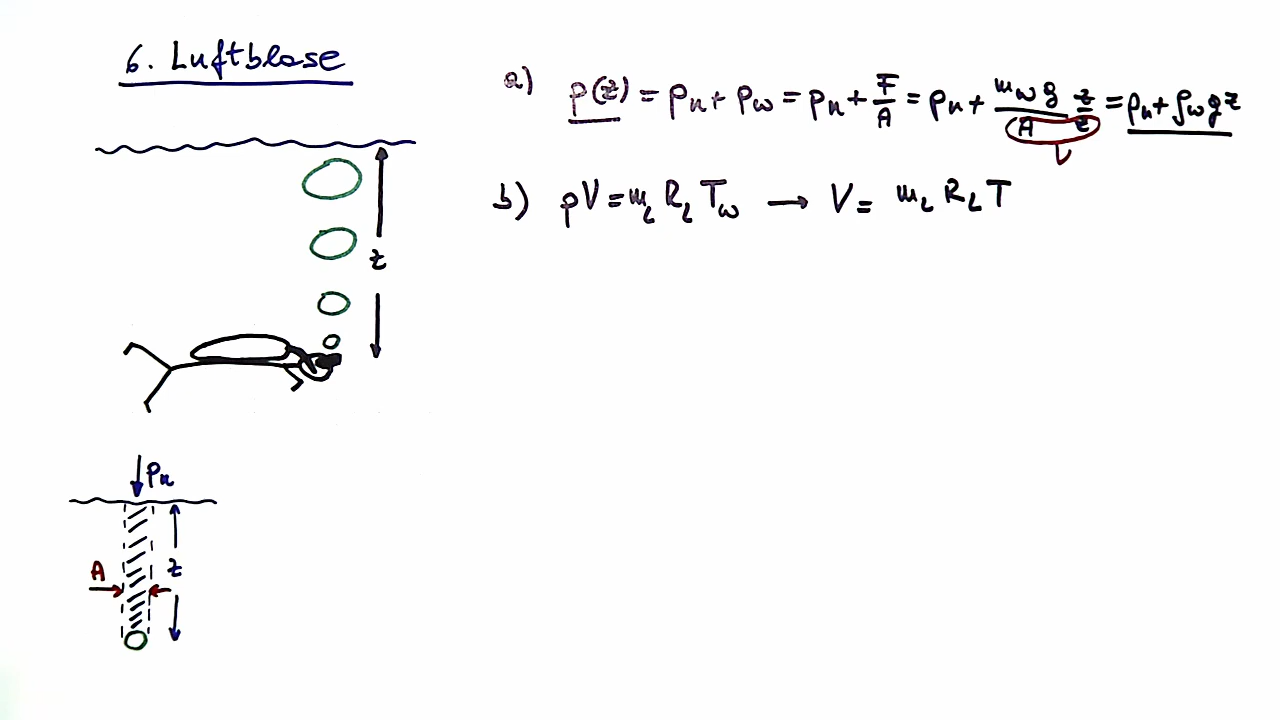 6. Luftblase
a) p(z) = pu + pw = pu + F/A = pu + mw g / (A z/z) = pu + ρw g z
V
b) pV = mL RL Tw → V = mL RL T
z
pu
A
z